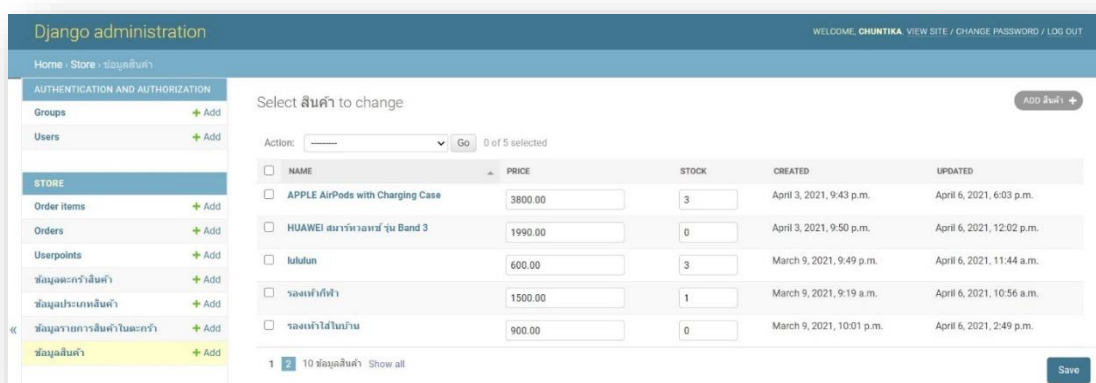 Django administration
WELCOME, CHUNTIKA. VIEW SITE / CHANGE PASSWORD / LOG OUT
Home › Store › ข้อมูลสินค้า
AUTHENTICATION AND AUTHORIZATION
Groups + Add
Users + Add
STORE
Order items + Add
Orders + Add
Userpoints + Add
ข้อมูลตะกร้าสินค้า + Add
ข้อมูลประเภทสินค้า + Add
« ข้อมูลรายการสินค้าในตะกร้า + Add
ข้อมูลสินค้า + Add
Select สินค้า to change
ADD สินค้า +
Action: --------- Go 0 of 5 selected
NAME PRICE STOCK CREATED UPDATED
APPLE AirPods with Charging Case 3800.00 3 April 3, 2021, 9:43 p.m. April 6, 2021, 6:03 p.m.
HUAWEI สมาร์ทวอทช์ รุ่น Band 3 1990.00 0 April 3, 2021, 9:50 p.m. April 6, 2021, 12:02 p.m.
lululun 600.00 3 March 9, 2021, 9:49 p.m. April 6, 2021, 11:44 a.m.
รองเท้ากีฬา 1500.00 1 March 9, 2021, 9:19 a.m. April 6, 2021, 10:56 a.m.
รองเท้าใส่ในบ้าน 900.00 0 March 9, 2021, 10:01 p.m. April 6, 2021, 2:49 p.m.
1 2 10 ข้อมูลสินค้า Show all
Save